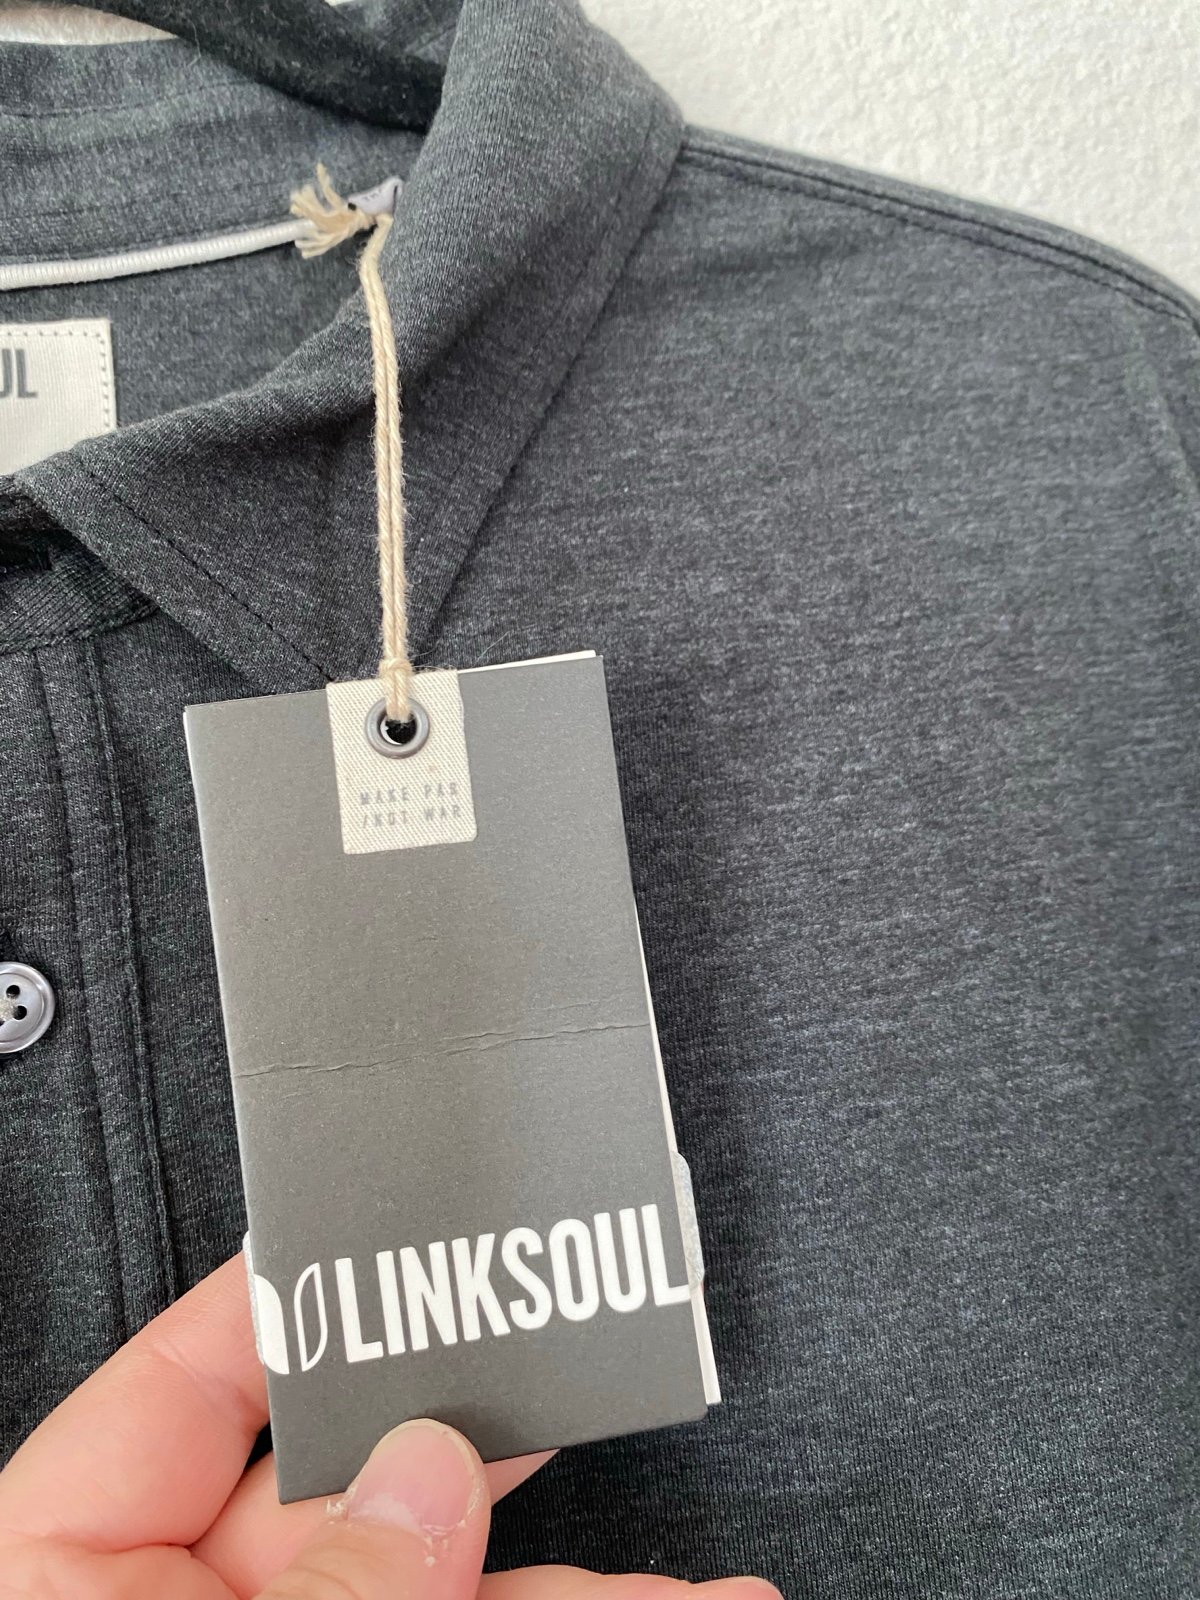 UL
MAKE PAR
/NOT WAR
LINKSOUL